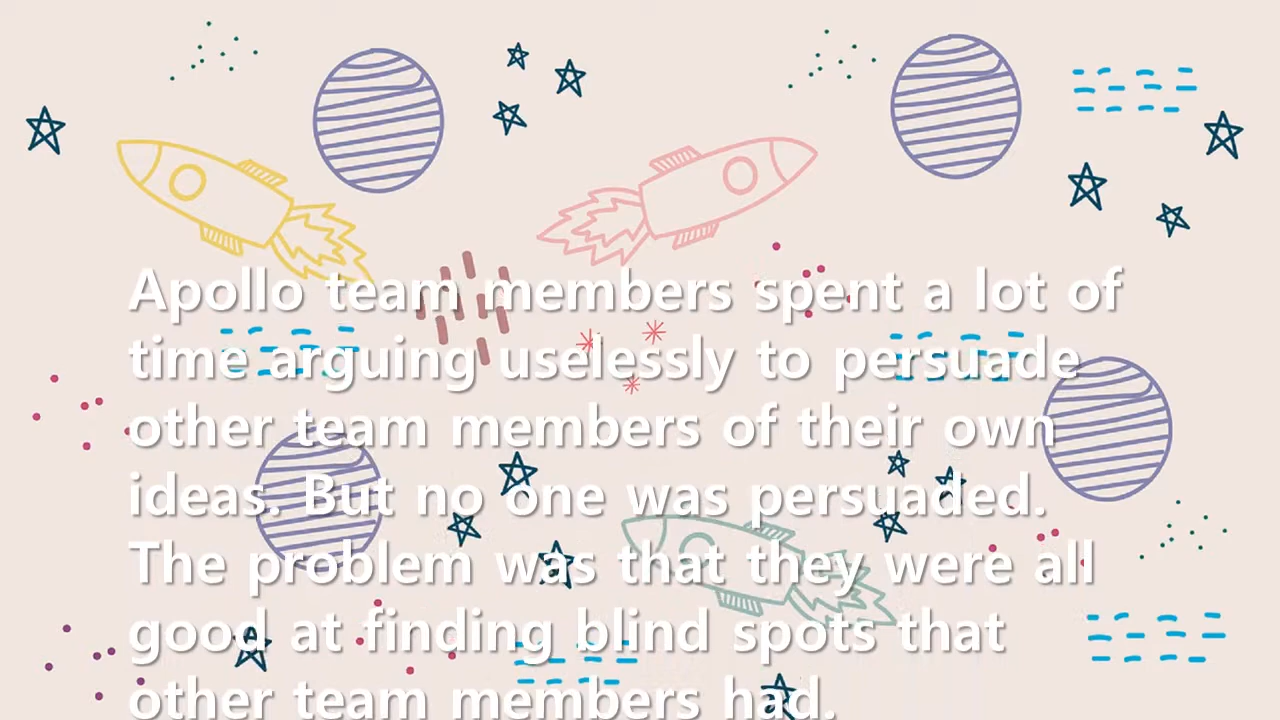 Apollo team members spent a lot of
time arguing uselessly to persuade
other team members of their own
ideas. But no one was persuaded.
The problem was that they were all
good at finding blind spots that
other team members had.